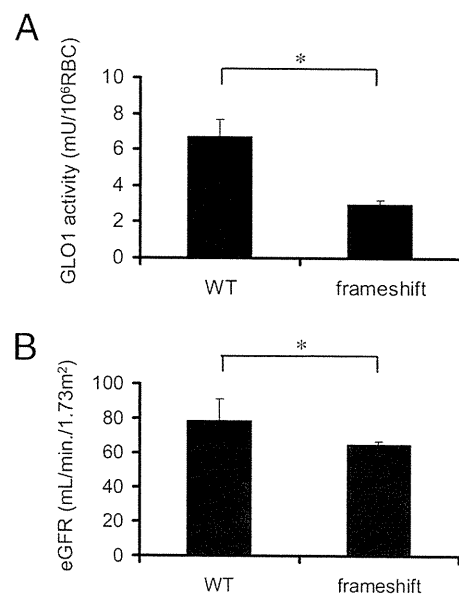 A
GLO1 activity (mU/10⁶RBC)
10
8
6
4
2
0
*
WT
frameshift
B
eGFR (mL/min./1.73m²)
100
80
60
40
20
0
*
WT
frameshift